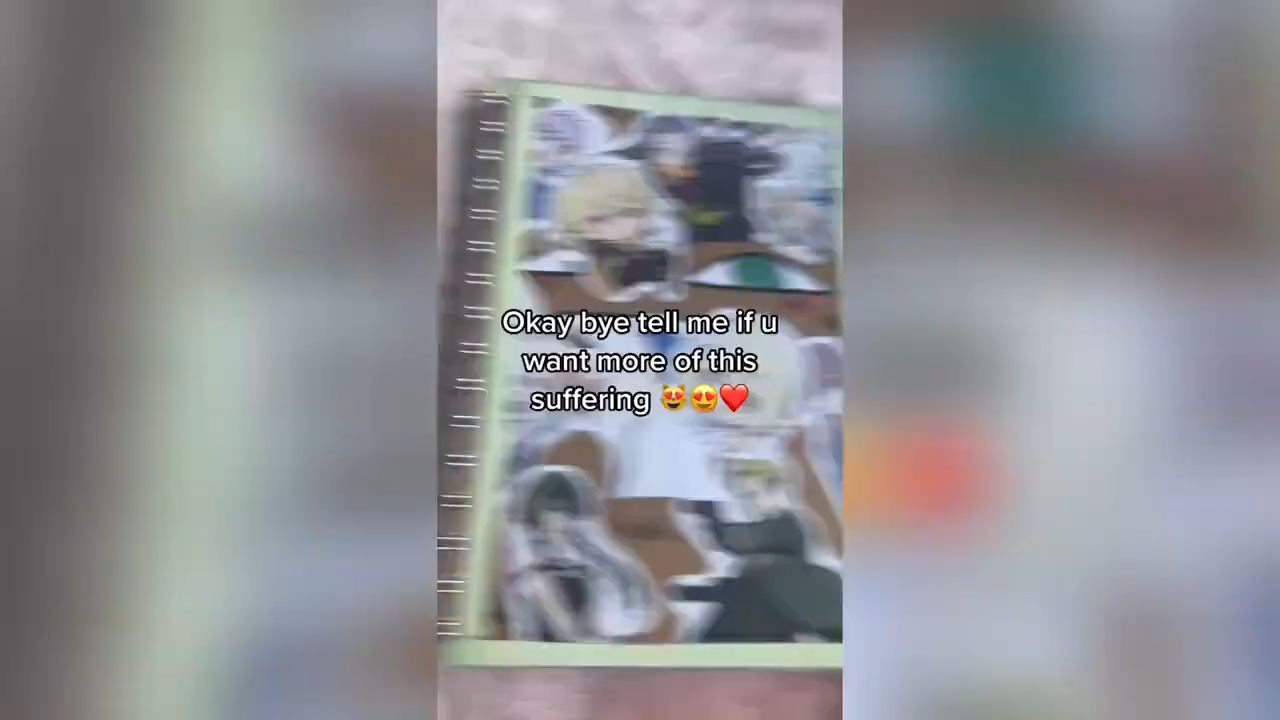 Okay bye tell me if u
want more of this
suffering 😻😍❤️